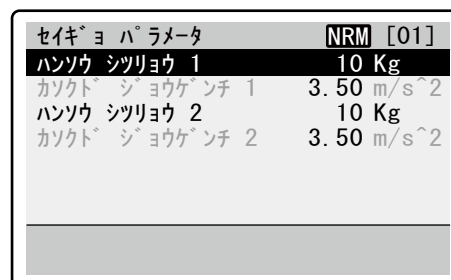 セイギョ パラメータ NRM [01]
ハンソウ シツリョウ 1 10 Kg
カソクド ジョウゲンチ 1 3.50 m/s^2
ハンソウ シツリョウ 2 10 Kg
カソクド ジョウゲンチ 2 3.50 m/s^2